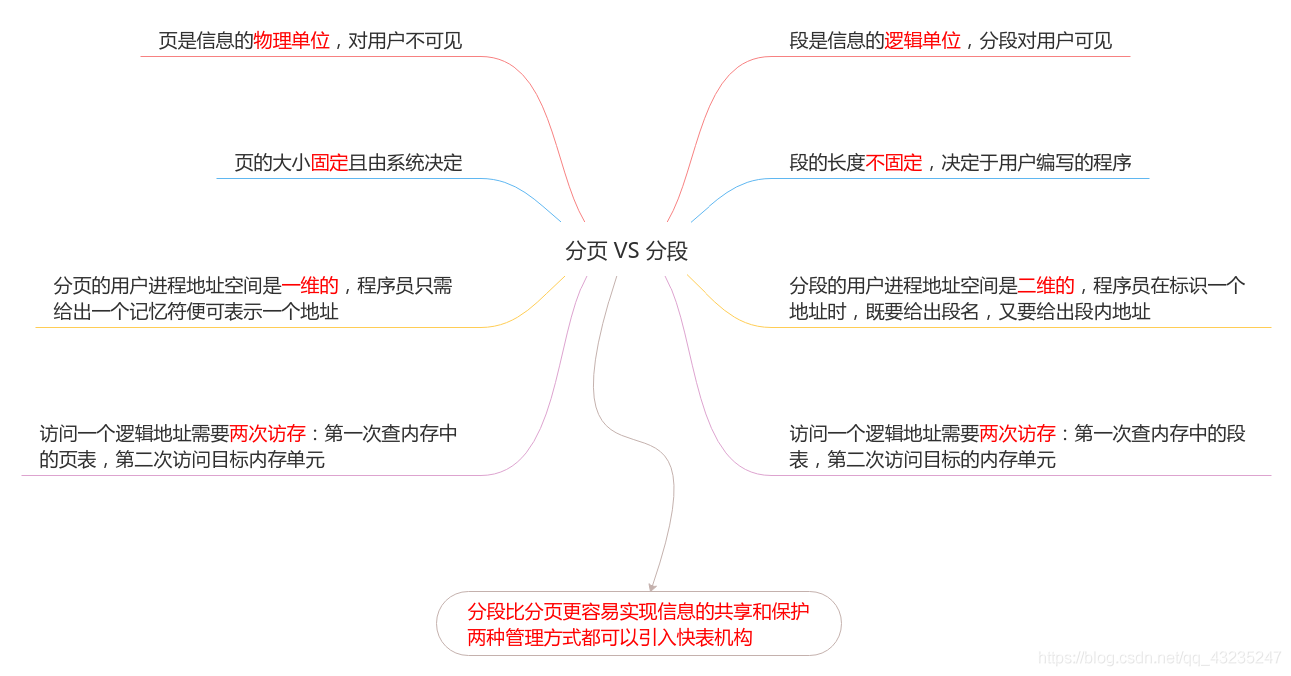 页是信息的物理单位，对用户不可见
段是信息的逻辑单位，分段对用户可见
页的大小固定且由系统决定
段的长度不固定，决定于用户编写的程序
分页 VS 分段
分页的用户进程地址空间是一维的，程序员只需
给出一个记忆符便可表示一个地址
分段的用户进程地址空间是二维的，程序员在标识一个
地址时，既要给出段名，又要给出段内地址
访问一个逻辑地址需要两次访存：第一次查内存中
的页表，第二次访问目标内存单元
访问一个逻辑地址需要两次访存：第一次查内存中的段
表，第二次访问目标的内存单元
分段比分页更容易实现信息的共享和保护
两种管理方式都可以引入快表机构
https://blog.csdn.net/qq_43235247